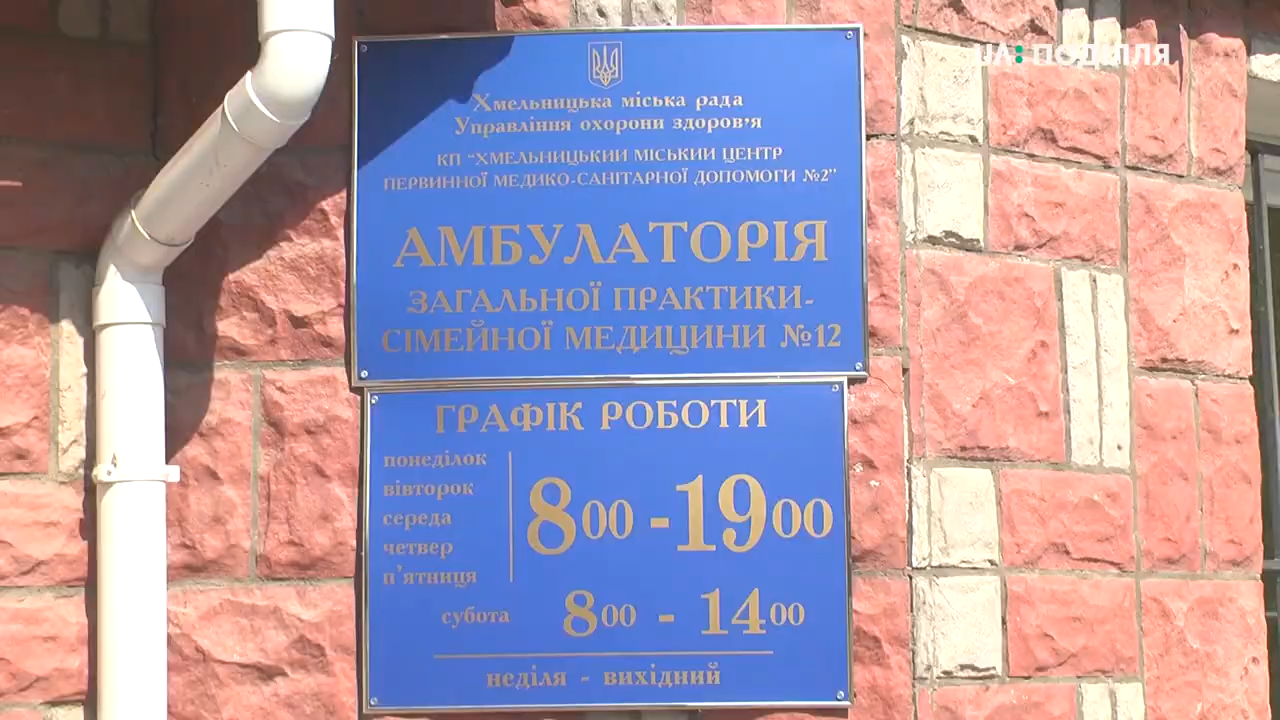 UA: ПОДІЛЛЯ
Хмельницька міська рада
Управління охорони здоров'я
КП "ХМЕЛЬНИЦЬКИЙ МІСЬКИЙ ЦЕНТР
ПЕРВИННОЇ МЕДИКО-САНІТАРНОЇ ДОПОМОГИ №2"
АМБУЛАТОРІЯ
ЗАГАЛЬНОЇ ПРАКТИКИ-
СІМЕЙНОЇ МЕДИЦИНИ №12
ГРАФІК РОБОТИ
понеділок
вівторок
середа
четвер
п'ятниця
8 00 - 19 00
субота 8 00 - 14 00
неділя - вихідний